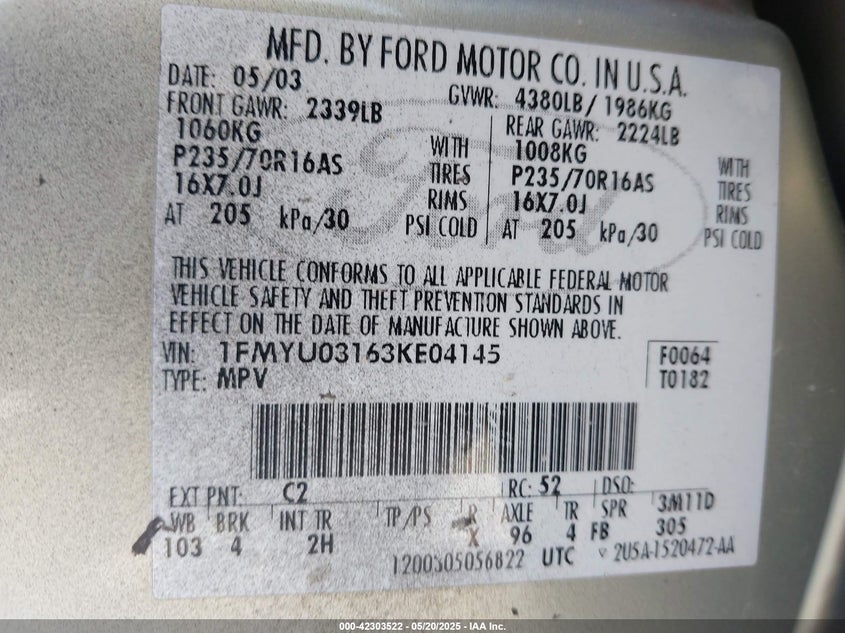 MFD. BY FORD MOTOR CO. IN U.S.A.
DATE: 05/03 GVWR: 4380LB / 1986KG
FRONT GAWR: 2339LB REAR GAWR: 2224LB
1060KG WITH 1008KG WITH
P235/70R16AS TIRES P235/70R16AS TIRES
16X7.0J RIMS 16X7.0J RIMS
AT 205 kPa/30 PSI COLD AT 205 kPa/30 PSI COLD
Ford
THIS VEHICLE CONFORMS TO ALL APPLICABLE FEDERAL MOTOR
VEHICLE SAFETY AND THEFT PREVENTION STANDARDS IN
EFFECT ON THE DATE OF MANUFACTURE SHOWN ABOVE.
VIN: 1FMYU03163KE04145 F0064
TYPE: MPV T0182
EXT PNT: C2 RC: 52 DSO:
WB BRK INT TR TP/PS R AXLE TR SPR 3M11D
103 4 2H X 96 4 FB 305
1200305056822 UTC 2U5A-1520472-AA
000-42303522 - 05/20/2025 - IAA Inc.